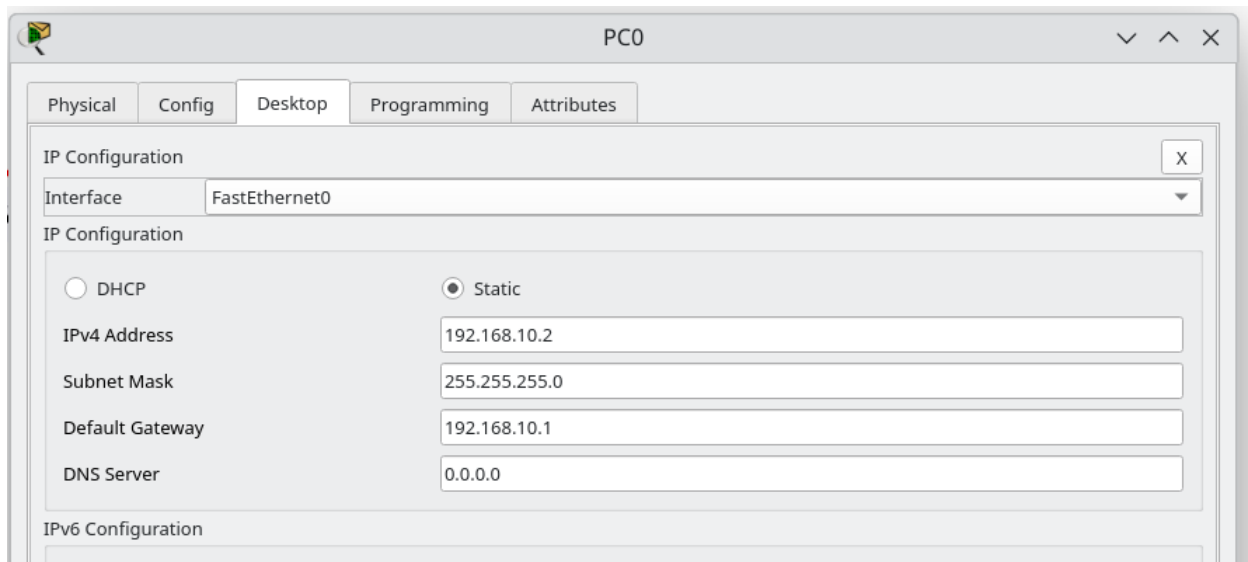 PC0
Physical Config Desktop Programming Attributes
IP Configuration X
Interface FastEthernet0
IP Configuration
DHCP Static
IPv4 Address 192.168.10.2
Subnet Mask 255.255.255.0
Default Gateway 192.168.10.1
DNS Server 0.0.0.0
IPv6 Configuration